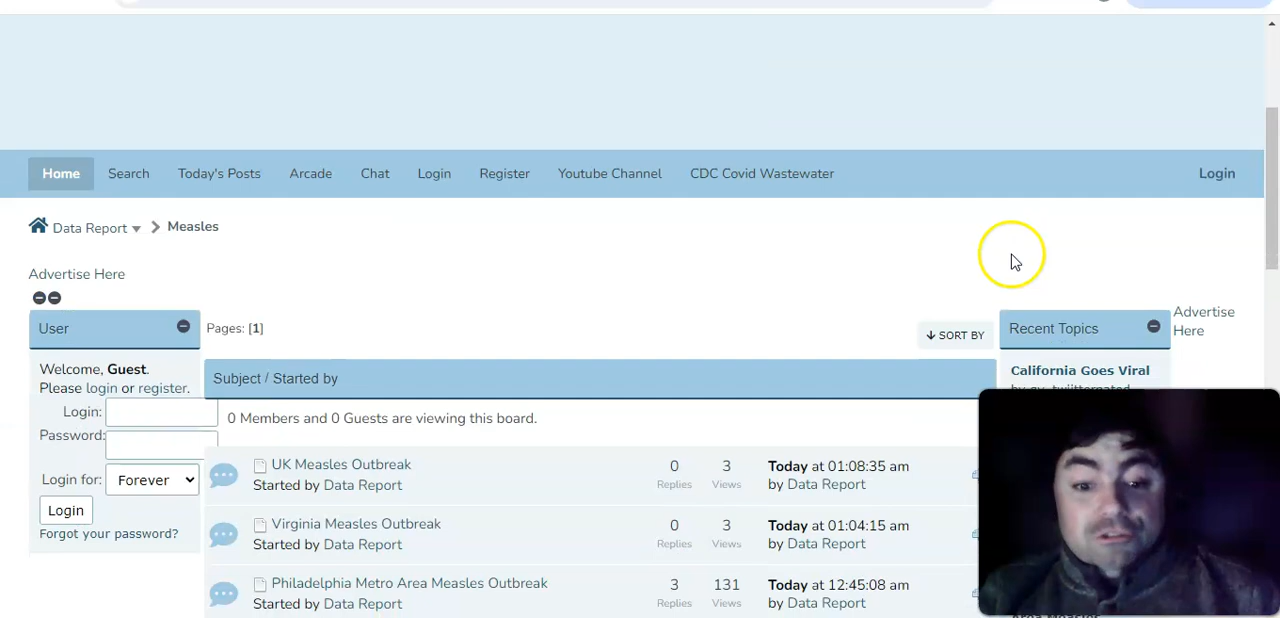 Home Search Today's Posts Arcade Chat Login Register Youtube Channel CDC Covid Wastewater Login
Data Report Measles
Advertise Here
User
Pages: [1]
SORT BY
Recent Topics
Advertise
Here
Welcome, Guest.
Please login or register.
Subject / Started by
California Goes Viral
Login:
0 Members and 0 Guests are viewing this board.
Password:
Login for: Forever
Login
Forgot your password?
UK Measles Outbreak
Started by Data Report
0
Replies
3
Views
Today at 01:08:35 am
by Data Report
Virginia Measles Outbreak
Started by Data Report
0
Replies
3
Views
Today at 01:04:15 am
by Data Report
Philadelphia Metro Area Measles Outbreak
Started by Data Report
3
Replies
131
Views
Today at 12:45:08 am
by Data Report